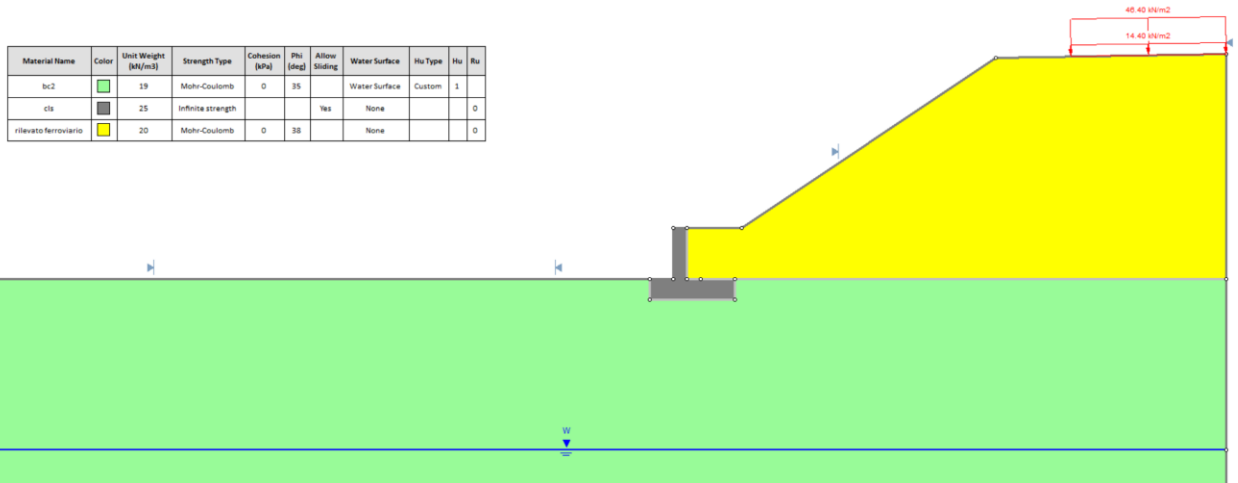 46.40 kN/m2
14.40 kN/m2
Material Name Color Unit Weight (kN/m3) Strength Type Cohesion (kPa) Phi (deg) Allow Sliding Water Surface Hu Type Hu Ru
bc2 19 Mohr-Coulomb 0 35 Water Surface Custom 1
cls 25 Infinite strength Yes None 0
rilevato ferroviario 20 Mohr-Coulomb 0 38 None 0
W